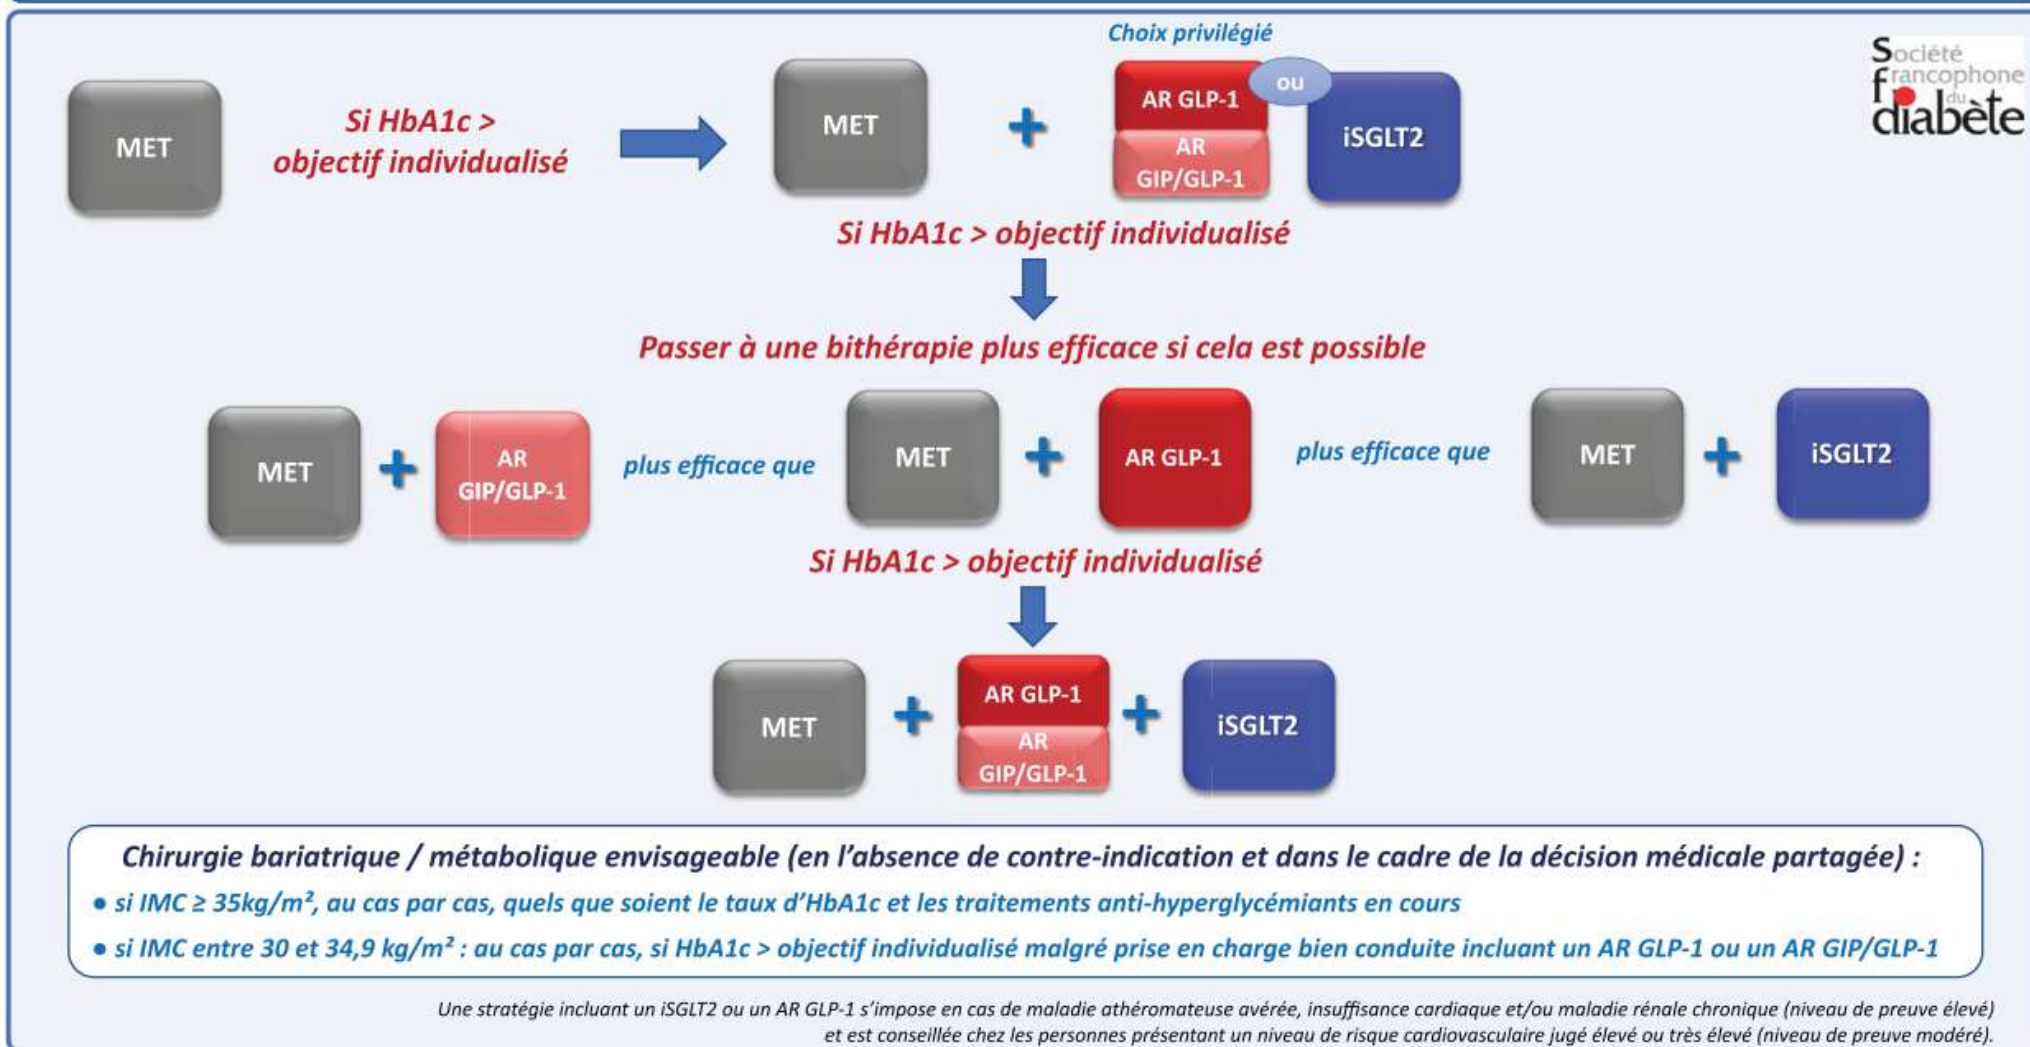 Choix privilégié
Société
francophone
du
diabète
MET
Si HbA1c >
objectif individualisé
MET
+
AR GLP-1
AR
GIP/GLP-1
ou
iSGLT2
Si HbA1c > objectif individualisé
Passer à une bithérapie plus efficace si cela est possible
MET
+
AR
GIP/GLP-1
plus efficace que
MET
+
AR GLP-1
plus efficace que
MET
+
iSGLT2
Si HbA1c > objectif individualisé
MET
+
AR GLP-1
AR
GIP/GLP-1
+
iSGLT2
Chirurgie bariatrique / métabolique envisageable (en l’absence de contre-indication et dans le cadre de la décision médicale partagée) :
● si IMC ≥ 35kg/m², au cas par cas, quels que soient le taux d’HbA1c et les traitements anti-hyperglycémiants en cours
● si IMC entre 30 et 34,9 kg/m² : au cas par cas, si HbA1c > objectif individualisé malgré prise en charge bien conduite incluant un AR GLP-1 ou un AR GIP/GLP-1
Une stratégie incluant un iSGLT2 ou un AR GLP-1 s’impose en cas de maladie athéromateuse avérée, insuffisance cardiaque et/ou maladie rénale chronique (niveau de preuve élevé)
et est conseillée chez les personnes présentant un niveau de risque cardiovasculaire jugé élevé ou très élevé (niveau de preuve modéré).